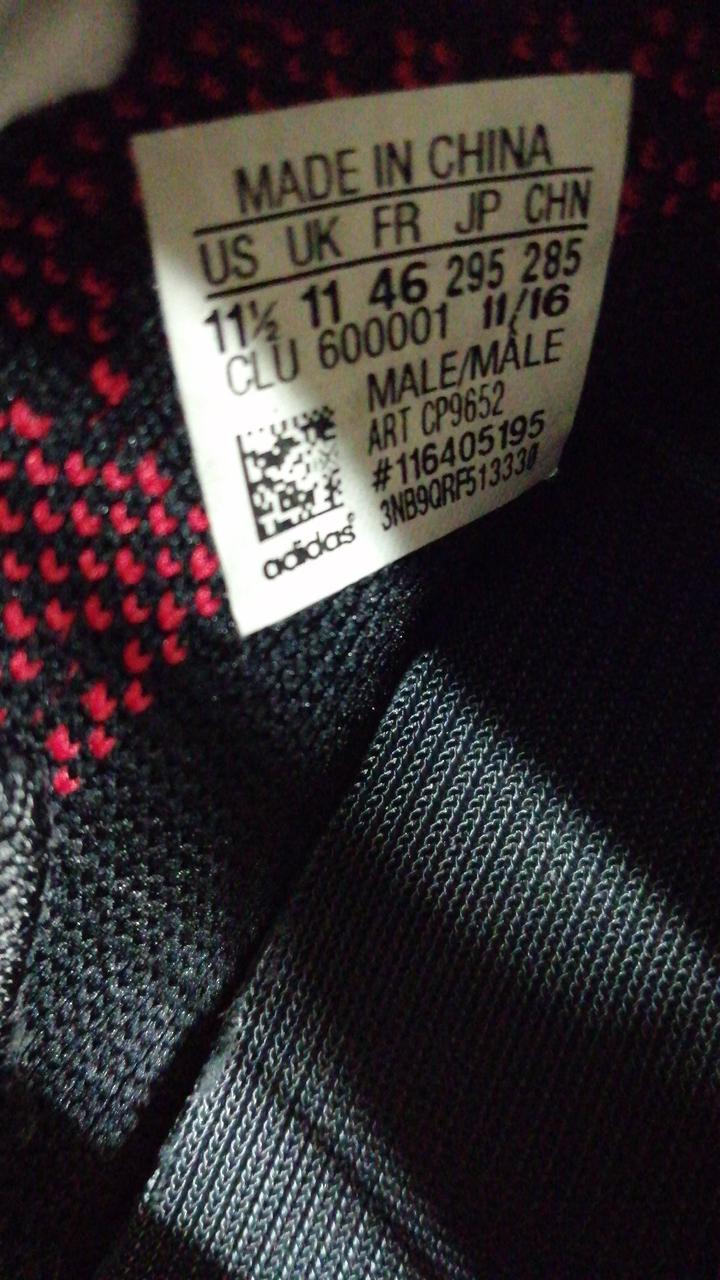 MADE IN CHINA
US UK FR JP CHN
11½ 11 46 295 285
CLU 600001 11/16
MALE/MÂLE
ART CP9652
#116405195
3NB9QRF513330
adidas®